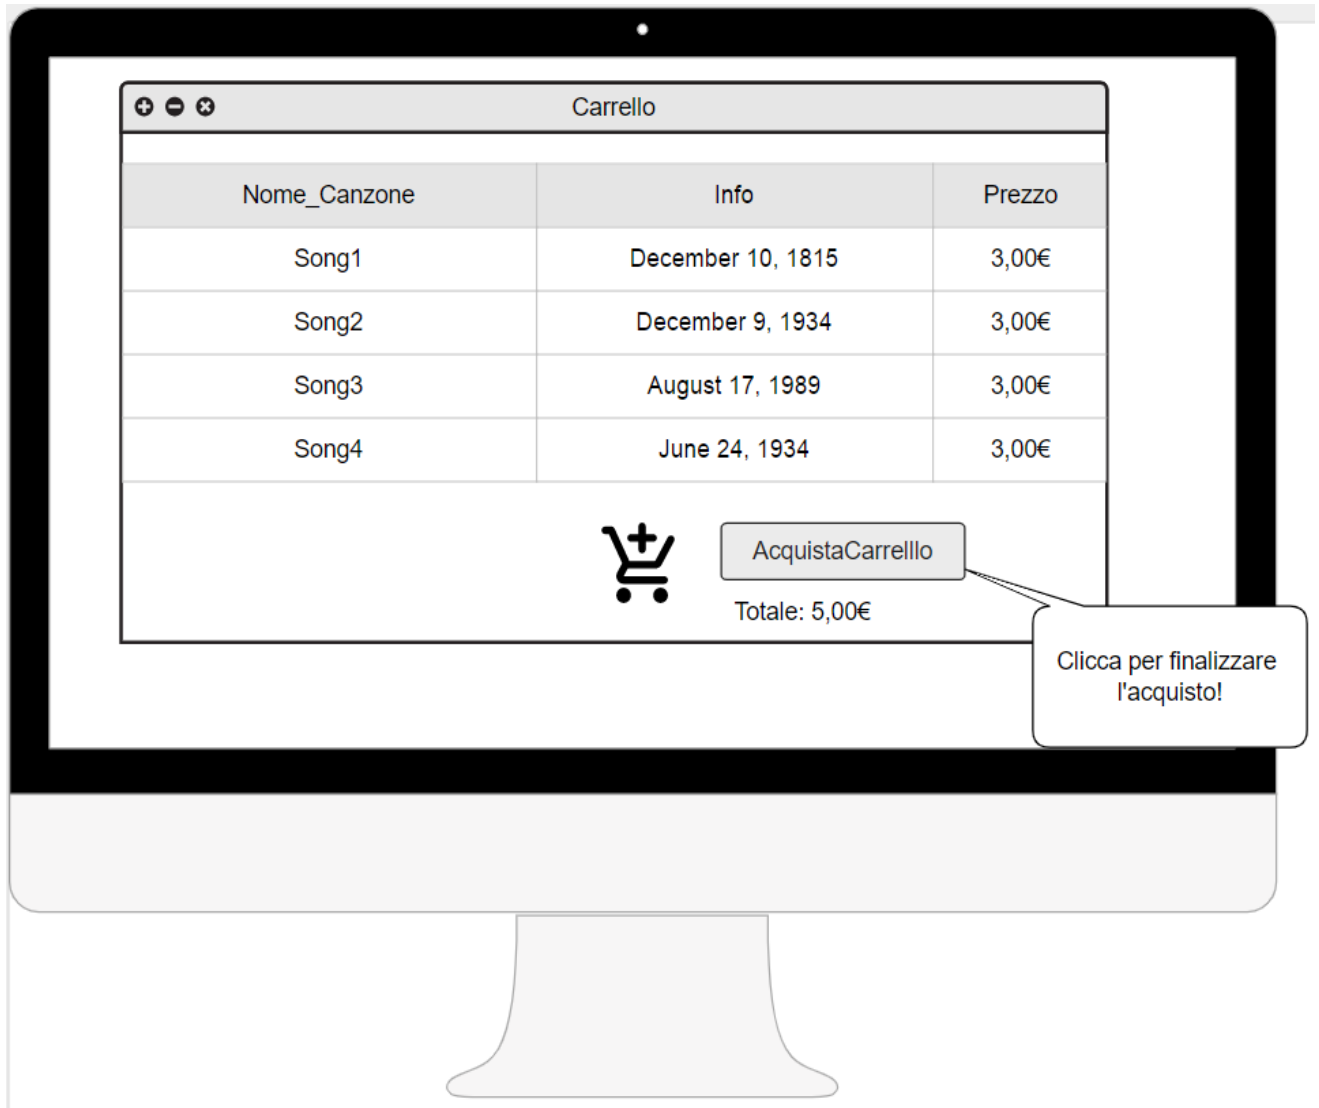 Carrello
Nome_Canzone Info Prezzo
Song1 December 10, 1815 3,00€
Song2 December 9, 1934 3,00€
Song3 August 17, 1989 3,00€
Song4 June 24, 1934 3,00€
AcquistaCarrelllo
Totale: 5,00€
Clicca per finalizzare
l'acquisto!